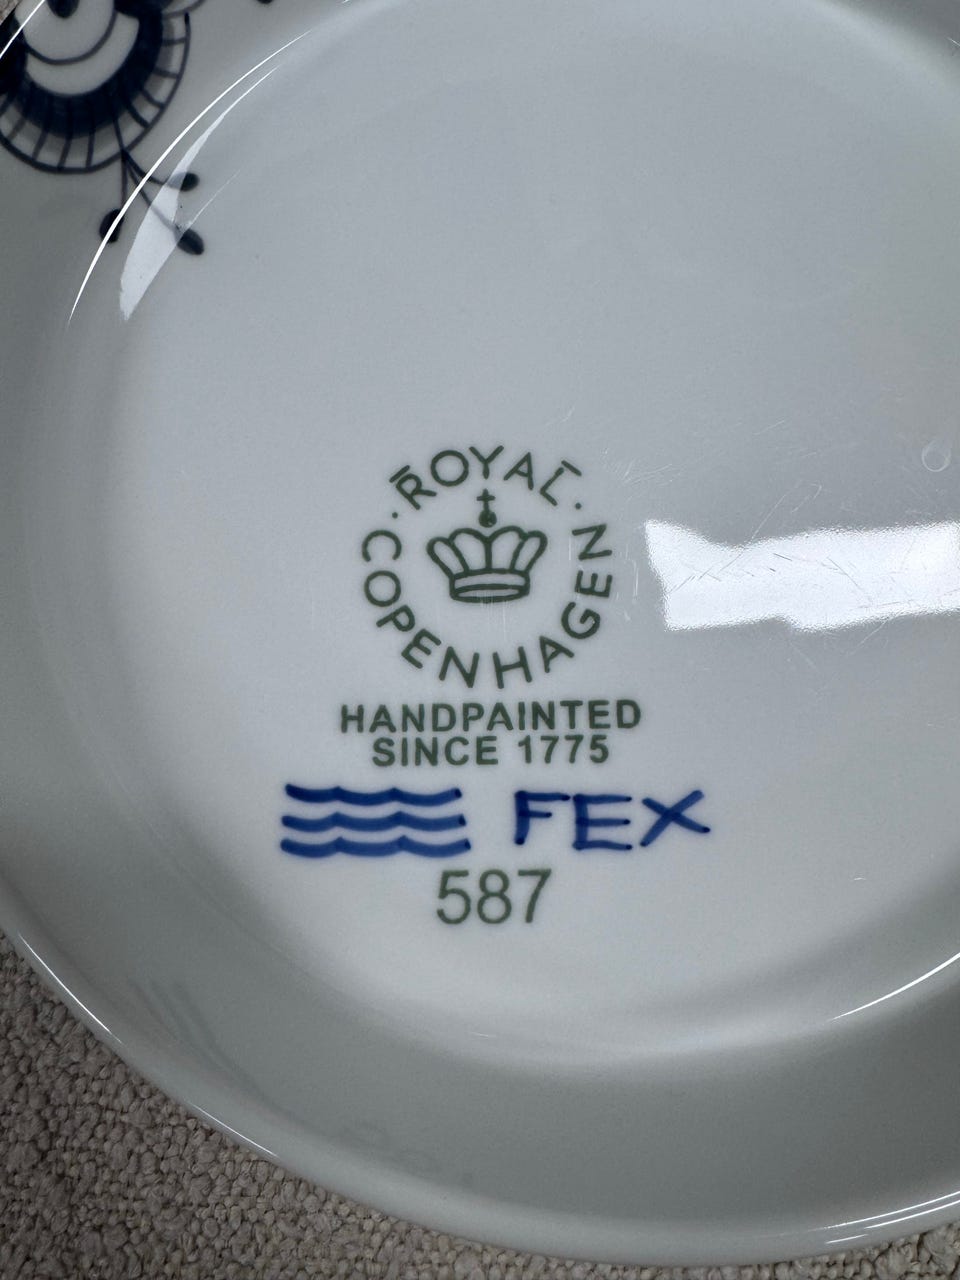 ROYAL
COPENHAGEN
HANDPAINTED
SINCE 1775
FEX
587